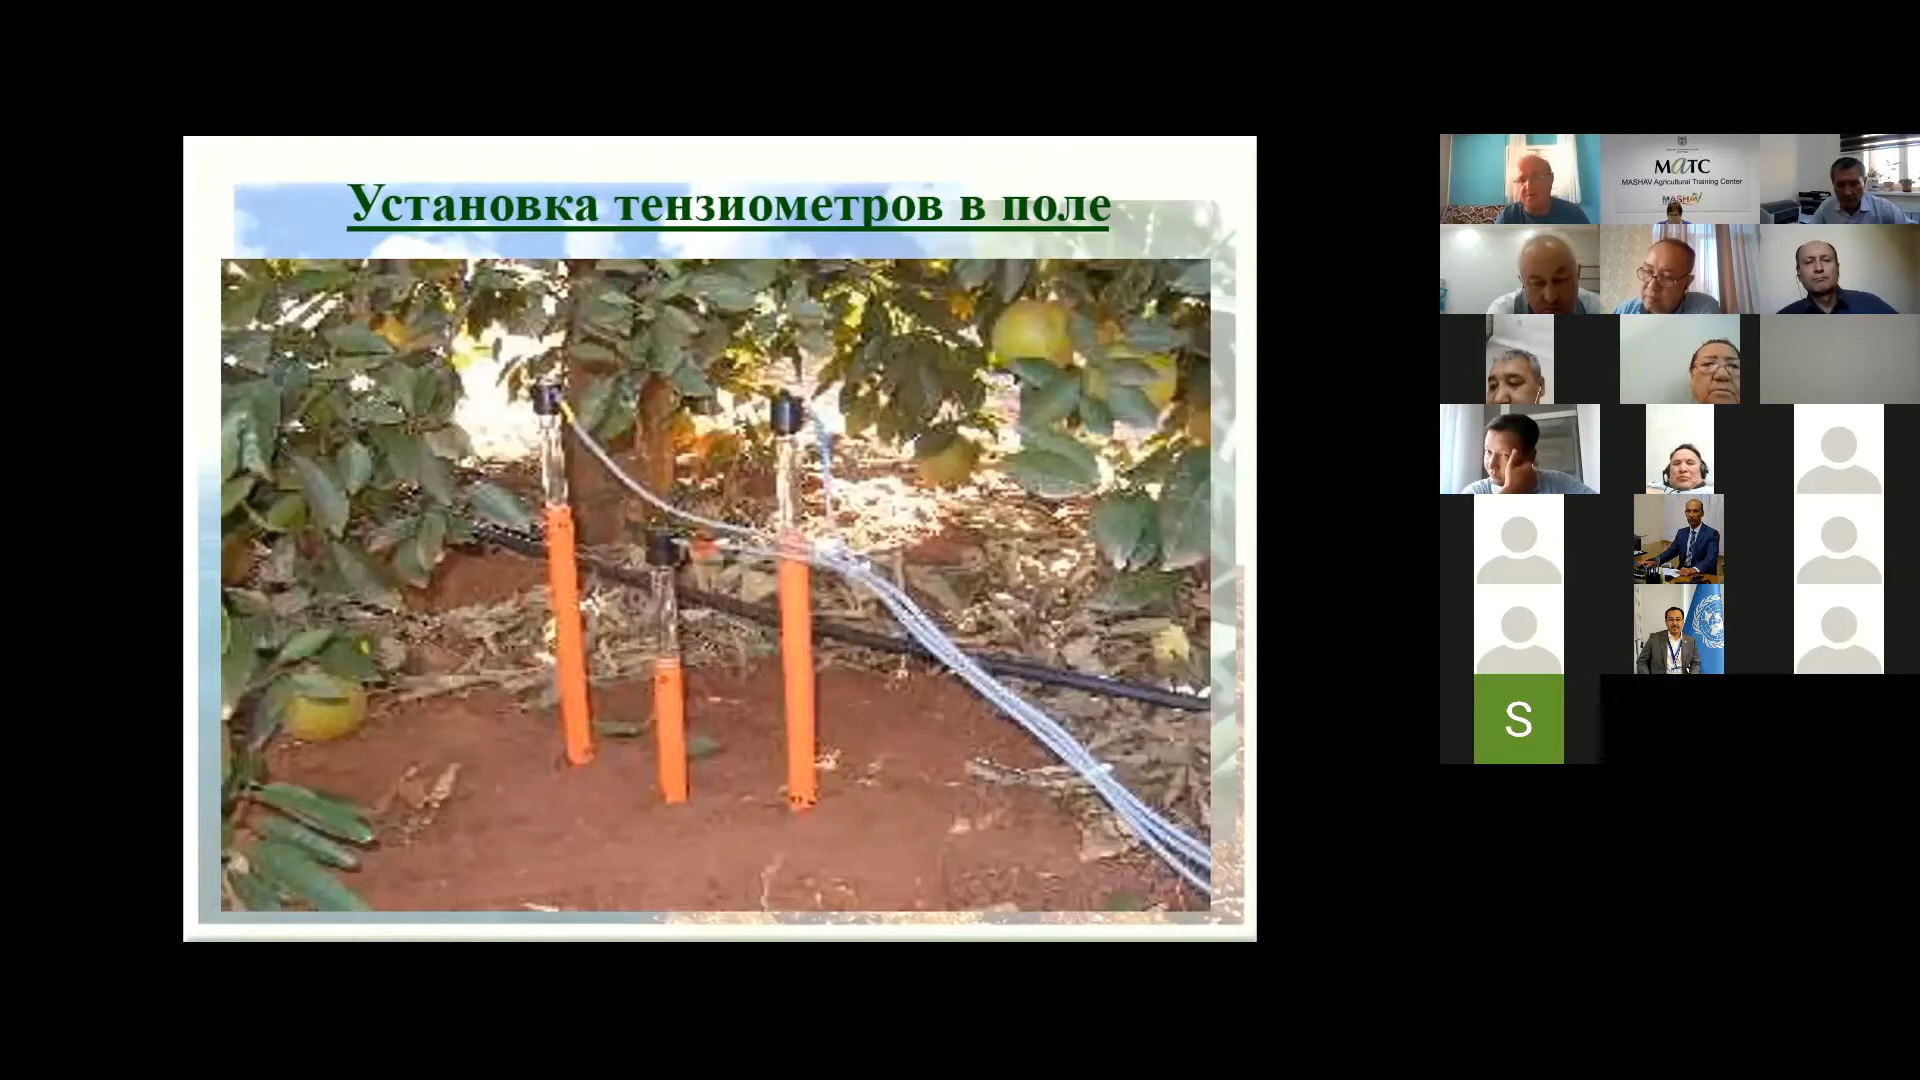 Установка тензиометров в поле
MaTC
MASHAV Agricultural Training Center
MASHAV
S